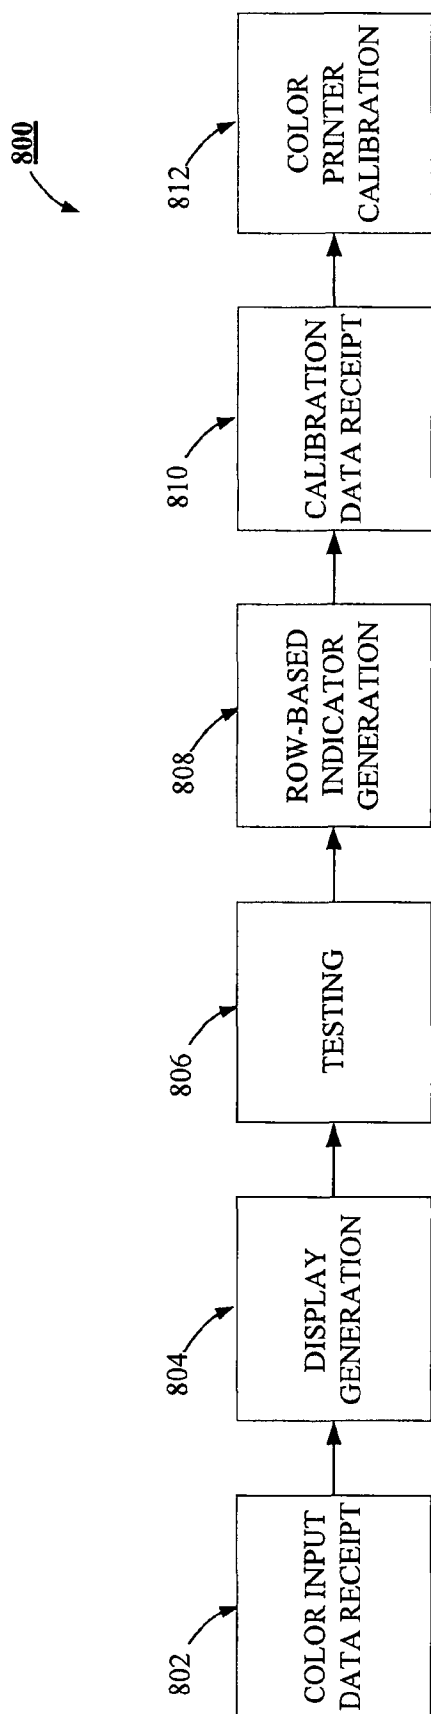 800
802
COLOR INPUT
DATA RECEIPT
804
DISPLAY
GENERATION
806
TESTING
808
ROW-BASED
INDICATOR
GENERATION
810
CALIBRATION
DATA RECEIPT
812
COLOR
PRINTER
CALIBRATION